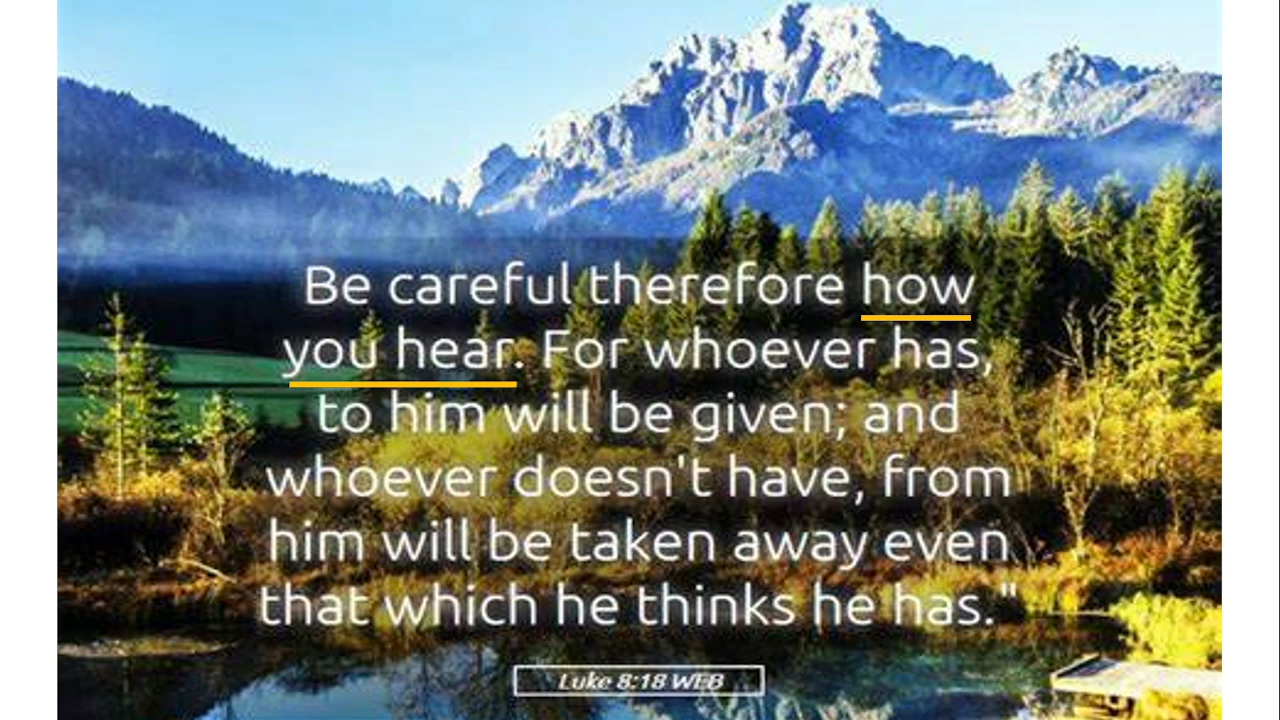 Be careful therefore how
you hear. For whoever has,
to him will be given; and
whoever doesn't have, from
him will be taken away even
that which he thinks he has."
Luke 8:18 WEB